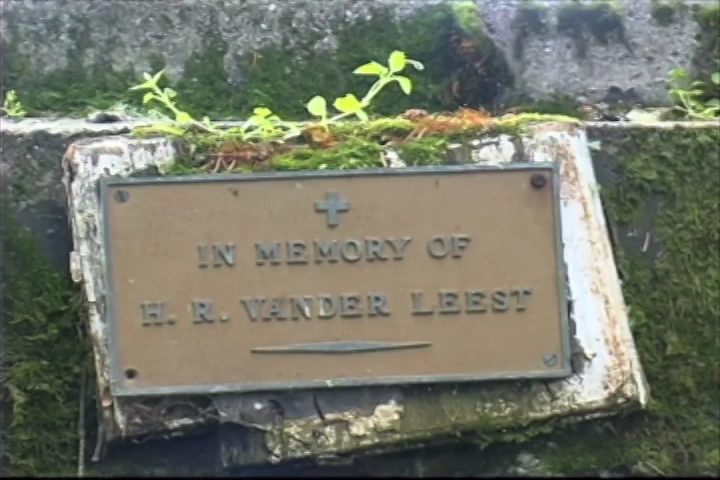 IN MEMORY OF
H. R. VANDER LEEST